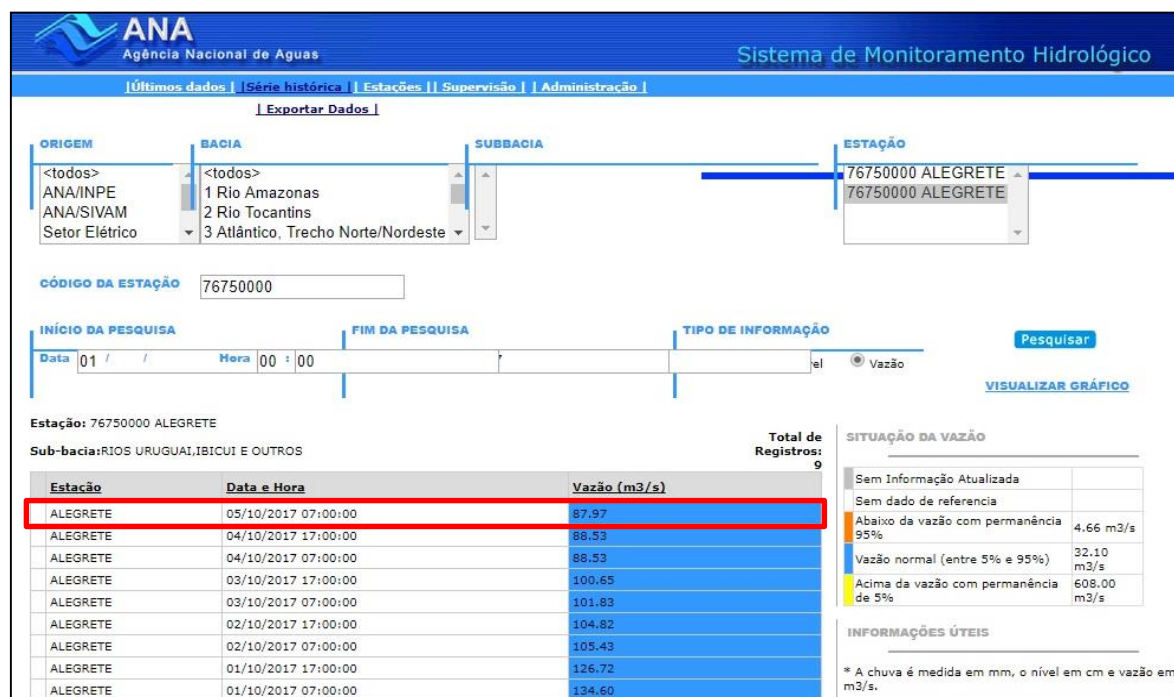 ANA
Agência Nacional de Aguas
Sistema de Monitoramento Hidrológico
|Últimos dados | |Série histórica | | Estações | | Supervisão | | Administração |
| Exportar Dados |
ORIGEM BACIA SUBBACIA ESTAÇÃO
<todos> <todos> 76750000 ALEGRETE
ANA/INPE 1 Rio Amazonas 76750000 ALEGRETE
ANA/SIVAM 2 Rio Tocantins
Setor Elétrico 3 Atlântico, Trecho Norte/Nordeste
CÓDIGO DA ESTAÇÃO 76750000
INÍCIO DA PESQUISA FIM DA PESQUISA TIPO DE INFORMAÇÃO
Pesquisar
Data 01 / / Hora 00 : 00 Vazão
VISUALIZAR GRÁFICO
Estação: 76750000 ALEGRETE
Sub-bacia:RIOS URUGUAI,IBICUI E OUTROS
Total de
Registros:
9
Estação Data e Hora Vazão (m3/s)
ALEGRETE 05/10/2017 07:00:00 87.97
ALEGRETE 04/10/2017 17:00:00 88.53
ALEGRETE 04/10/2017 07:00:00 88.53
ALEGRETE 03/10/2017 17:00:00 100.65
ALEGRETE 03/10/2017 07:00:00 101.83
ALEGRETE 02/10/2017 17:00:00 104.82
ALEGRETE 02/10/2017 07:00:00 105.43
ALEGRETE 01/10/2017 17:00:00 126.72
ALEGRETE 01/10/2017 07:00:00 134.60
SITUAÇÃO DA VAZÃO
Sem Informação Atualizada
Sem dado de referencia
Abaixo da vazão com permanência
95% 4.66 m3/s
Vazão normal (entre 5% e 95%) 32.10
m3/s
Acima da vazão com permanência 608.00
de 5% m3/s
INFORMAÇÕES ÚTEIS
* A chuva é medida em mm, o nível em cm e vazão em
m3/s.